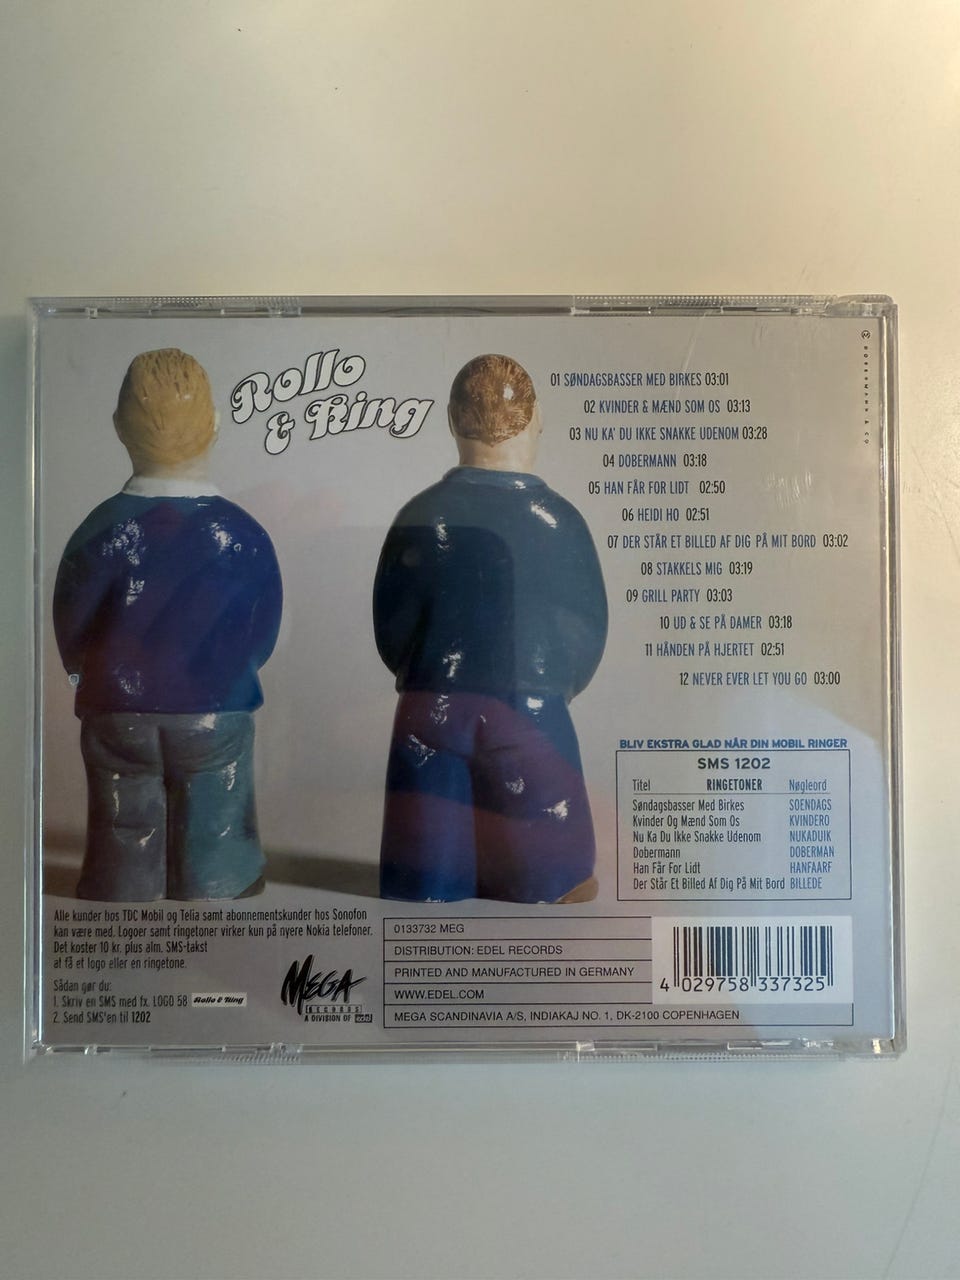 Rollo
& King
01 SØNDAGSBASSER MED BIRKES 03:01
02 KVINDER & MÆND SOM OS 03:13
03 NU KA' DU IKKE SNAKKE UDENOM 03:28
04 DOBERMANN 03:18
05 HAN FÅR FOR LIDT 02:50
06 HEIDI HO 02:51
07 DER STÅR ET BILLED AF DIG PÅ MIT BORD 03:02
08 STAKKELS MIG 03:19
09 GRILL PARTY 03:03
10 UD & SE PÅ DAMER 03:18
11 HÅNDEN PÅ HJERTET 02:51
12 NEVER EVER LET YOU GO 03:00
BLIV EKSTRA GLAD NÅR DIN MOBIL RINGER
SMS 1202
Titel RINGETONER Nøgleord
Søndagsbasser Med Birkes SOENDAGS
Kvinder Og Mænd Som Os KVINDERO
Nu Ka Du Ikke Snakke Udenom NUKADUIK
Dobermann DOBERMAN
Han Får For Lidt HANFAARF
Der Står Et Billed Af Dig På Mit Bord BILLEDE
Alle kunder hos TDC Mobil og Telia samt abonnementskunder hos Sonofon
kan være med. Logoer samt ringetoner virker kun på nyere Nokia telefoner.
Det koster 10 kr. plus alm. SMS-takst
at få et logo eller en ringetone.
Sådan gør du:
1. Skriv en SMS med fx. LOGO 58 Rollo & King
2. Send SMS'en til 1202
MEGA
RECORDS
A DIVISION OF edel
0133732 MEG
DISTRIBUTION: EDEL RECORDS
PRINTED AND MANUFACTURED IN GERMANY
WWW.EDEL.COM
MEGA SCANDINAVIA A/S, INDIAKAJ NO. 1, DK-2100 COPENHAGEN
4 029758 337325